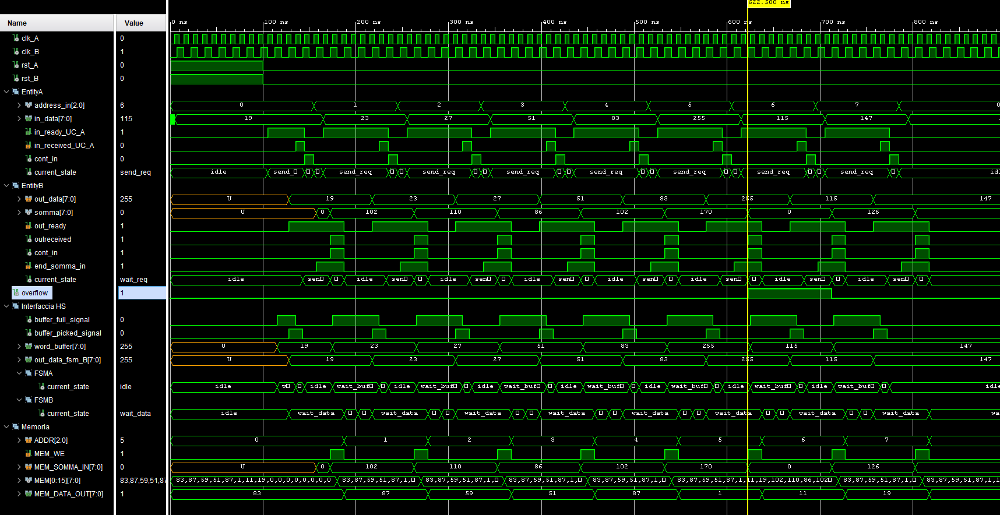 622.500 ns
Name Value 0 ns 100 ns 200 ns 300 ns 400 ns 500 ns 600 ns 700 ns 800 ns
clk_A 0
clk_B 1
rst_A 0
rst_B 0
EntityA
address_in[2:0] 6 0 1 2 3 4 5 6 7 0
in_data[7:0] 115 19 23 27 51 83 255 115 147
in_ready_UC_A 1
in_received_UC_A 0
cont_in 0
current_state send_req idle send_ send_req send_req send_req send_req send_req send_req send_req idl
EntityB
out_data[7:0] 255 U 19 23 27 51 83 255 115 147
somma[7:0] 0 U 0 102 110 86 102 170 0 126
out_ready 1
outreceived 1
cont_in 1
end_somma_in 1
current_state wait_req idle sen idle sen idle sen idle sen idle sen idle sen idle sen idle sen
overflow 1
Interfaccia HS
buffer_full_signal 0
buffer_picked_signal 0
word_buffer[7:0] 255 U 19 23 27 51 83 255 115 147
out_data_fsm_B[7:0] 255 U 19 23 27 51 83 255 115 147
FSMA
current_state idle idle w idle wait_buf idle wait_buf idle wait_buf idle wait_buf idle wait_buf idle wait_buf idle wait_buf idle
FSMB
current_state wait_data idle wait_data wait_data wait_data wait_data wait_data wait_data wait_data wait_data wa
Memoria
ADDR[2:0] 5 0 1 2 3 4 5 6 7
MEM_WE 1
MEM_SOMMA_IN[7:0] 0 U 0 102 110 86 102 170 0 126
MEM[0:15][7:0] 83,87,59,51,87 83,87,59,51,87,1,11,19,0,0,0,0,0,0,0,0 83,87,59,51,87,1, 83,87,59,51,87,1, 83,87,59,51,87,1, 83,87,59,51,87,1,11,19,102,110,86,102 83,87,59,51,87,1, 83,87,59,51,87,1,1
MEM_DATA_OUT[7:0] 1 83 87 59 51 87 1 11 19